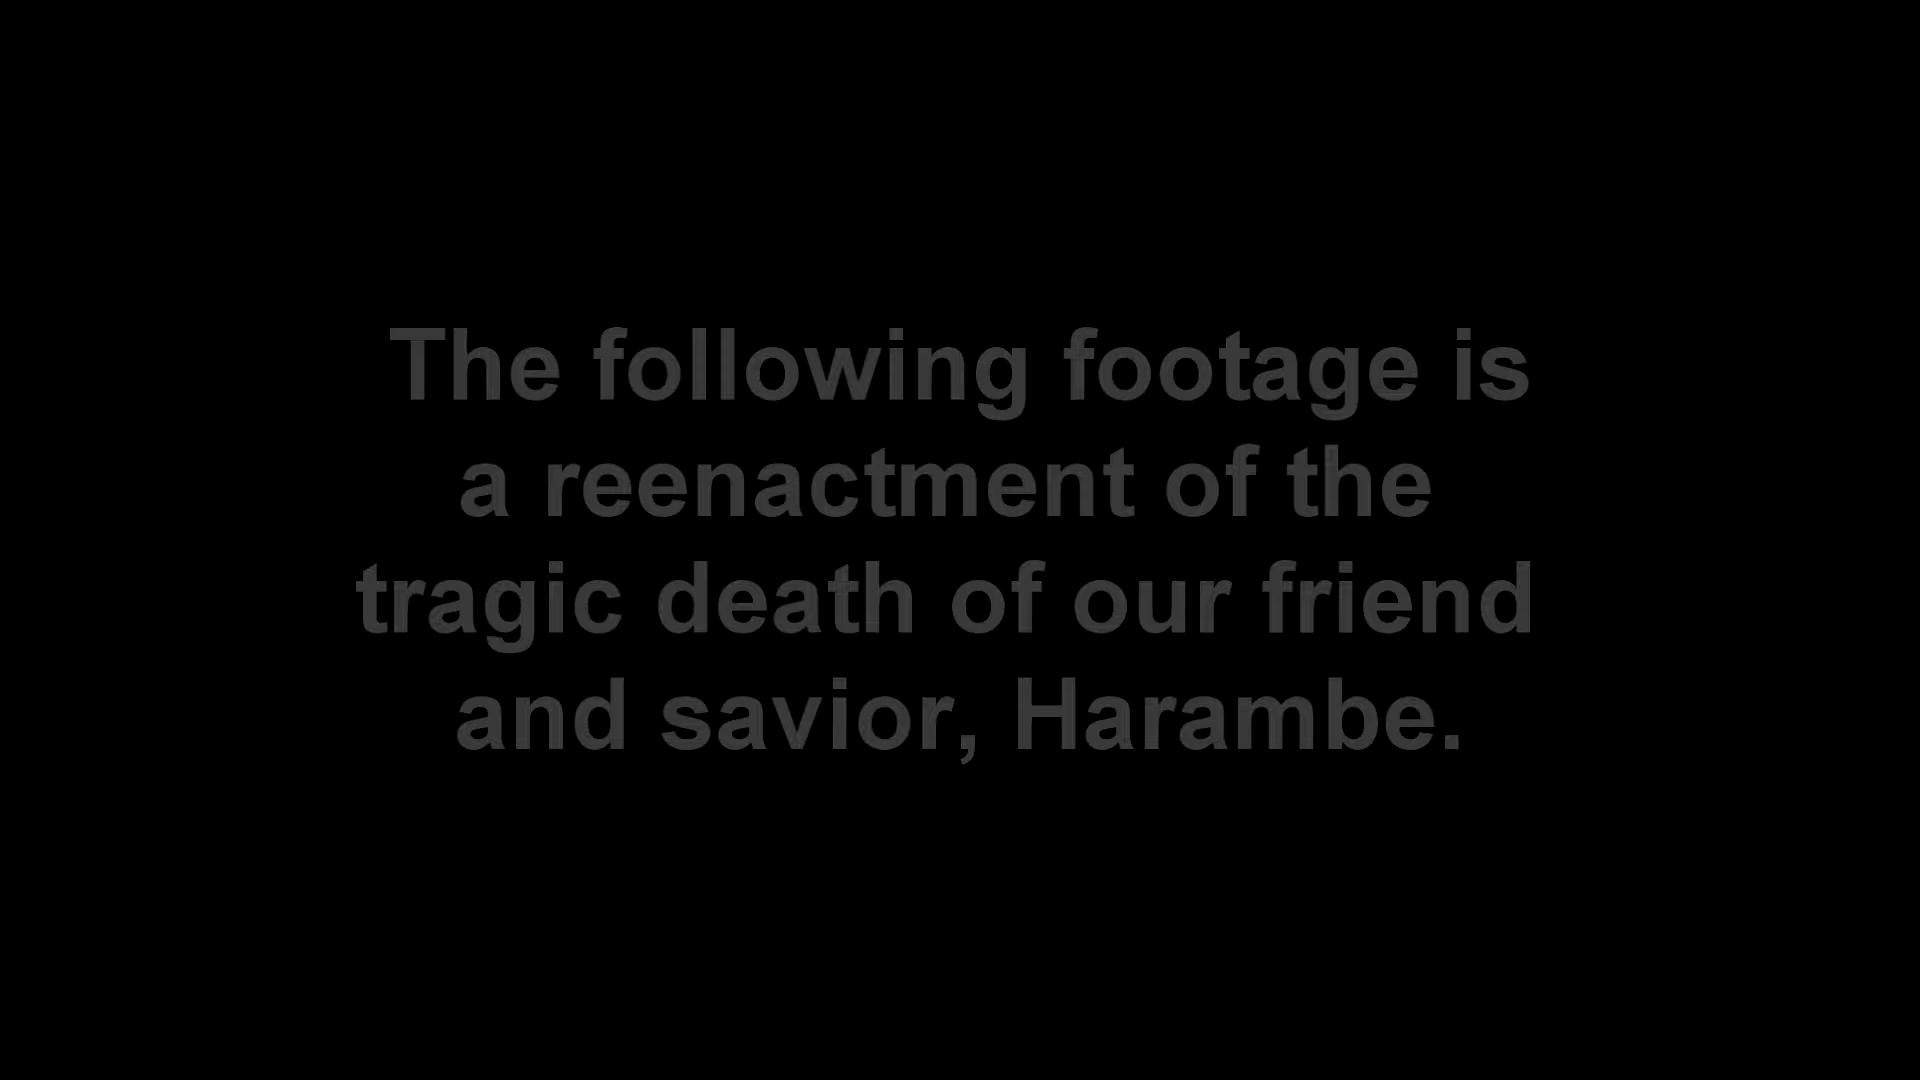 The following footage is
a reenactment of the
tragic death of our friend
and savior, Harambe.